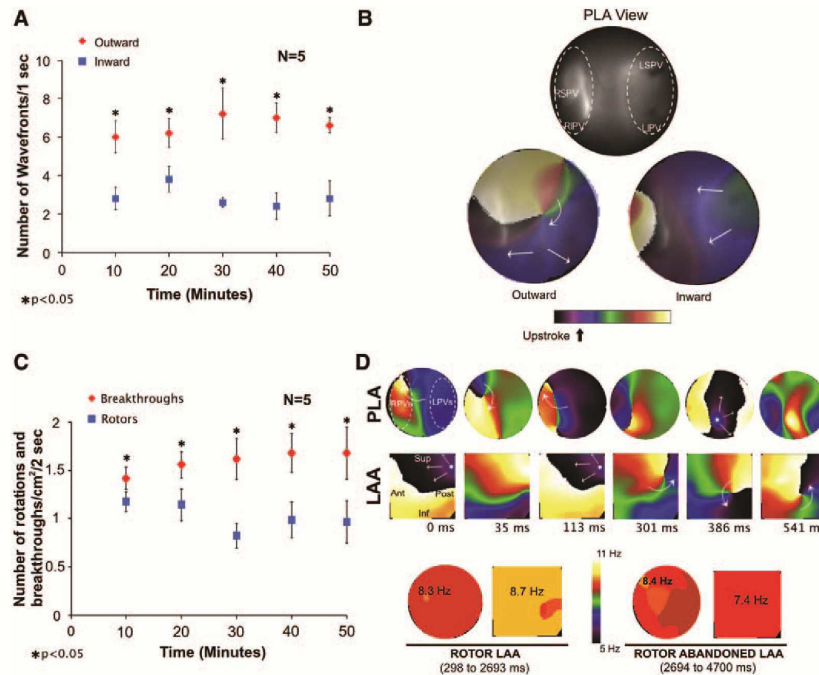 A
Outward
Inward
N=5
Number of Wavefronts/1 sec
10
8
6
4
2
0
0 10 20 30 40 50
Time (Minutes)
*p<0.05
B
PLA View
RSPV
RIPV
LSPV
LIPV
Outward
Inward
Upstroke
C
Breakthroughs
Rotors
N=5
Number of rotations and
breakthroughs/cm²/2 sec
2
1.5
1
0.5
0
0 10 20 30 40 50
Time (Minutes)
*p<0.05
D
PLA
RPVs
LPVs
LAA
Sup
Ant
Post
Inf
0 ms 35 ms 113 ms 301 ms 386 ms 541 m
8.3 Hz
8.7 Hz
11 Hz
5 Hz
8.4 Hz
7.4 Hz
ROTOR LAA
(298 to 2693 ms)
ROTOR ABANDONED LAA
(2694 to 4700 ms)